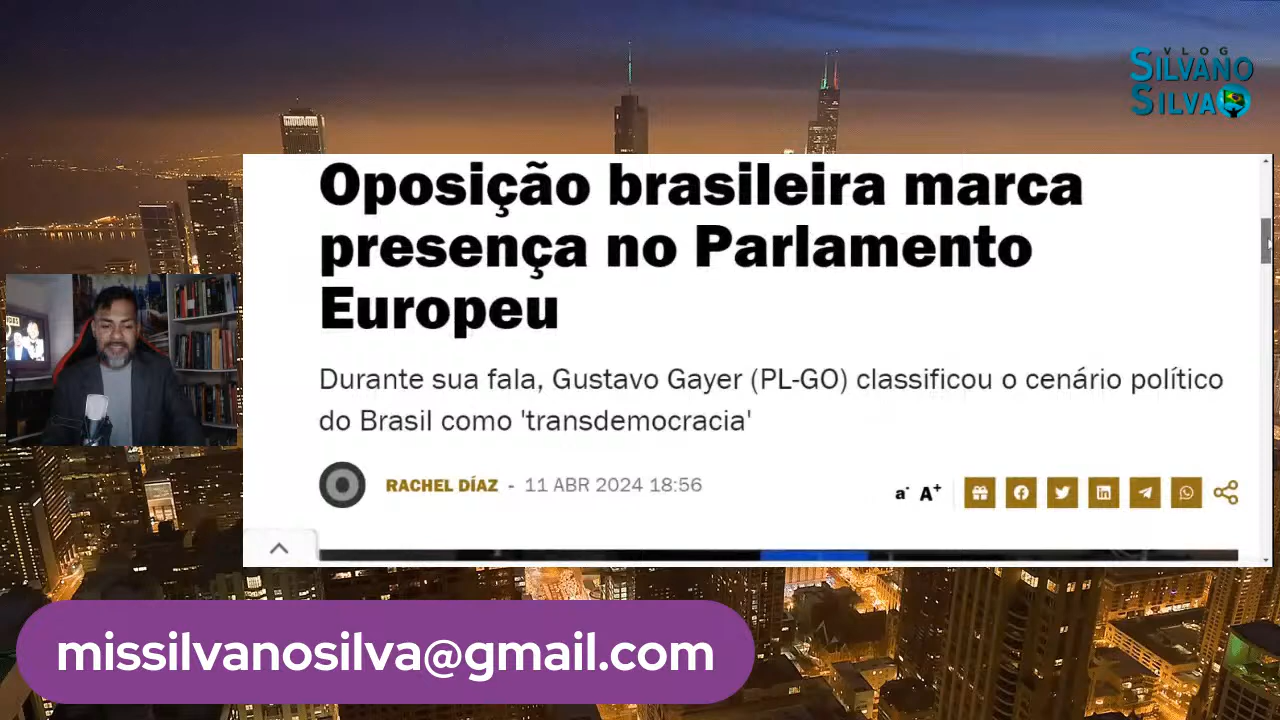 VLOG
SILVANO
SILVA
Oposição brasileira marca
presença no Parlamento
Europeu
Durante sua fala, Gustavo Gayer (PL-GO) classificou o cenário político
do Brasil como 'transdemocracia'
RACHEL DÍAZ - 11 ABR 2024 18:56
a- A+
missilvanosilva@gmail.com